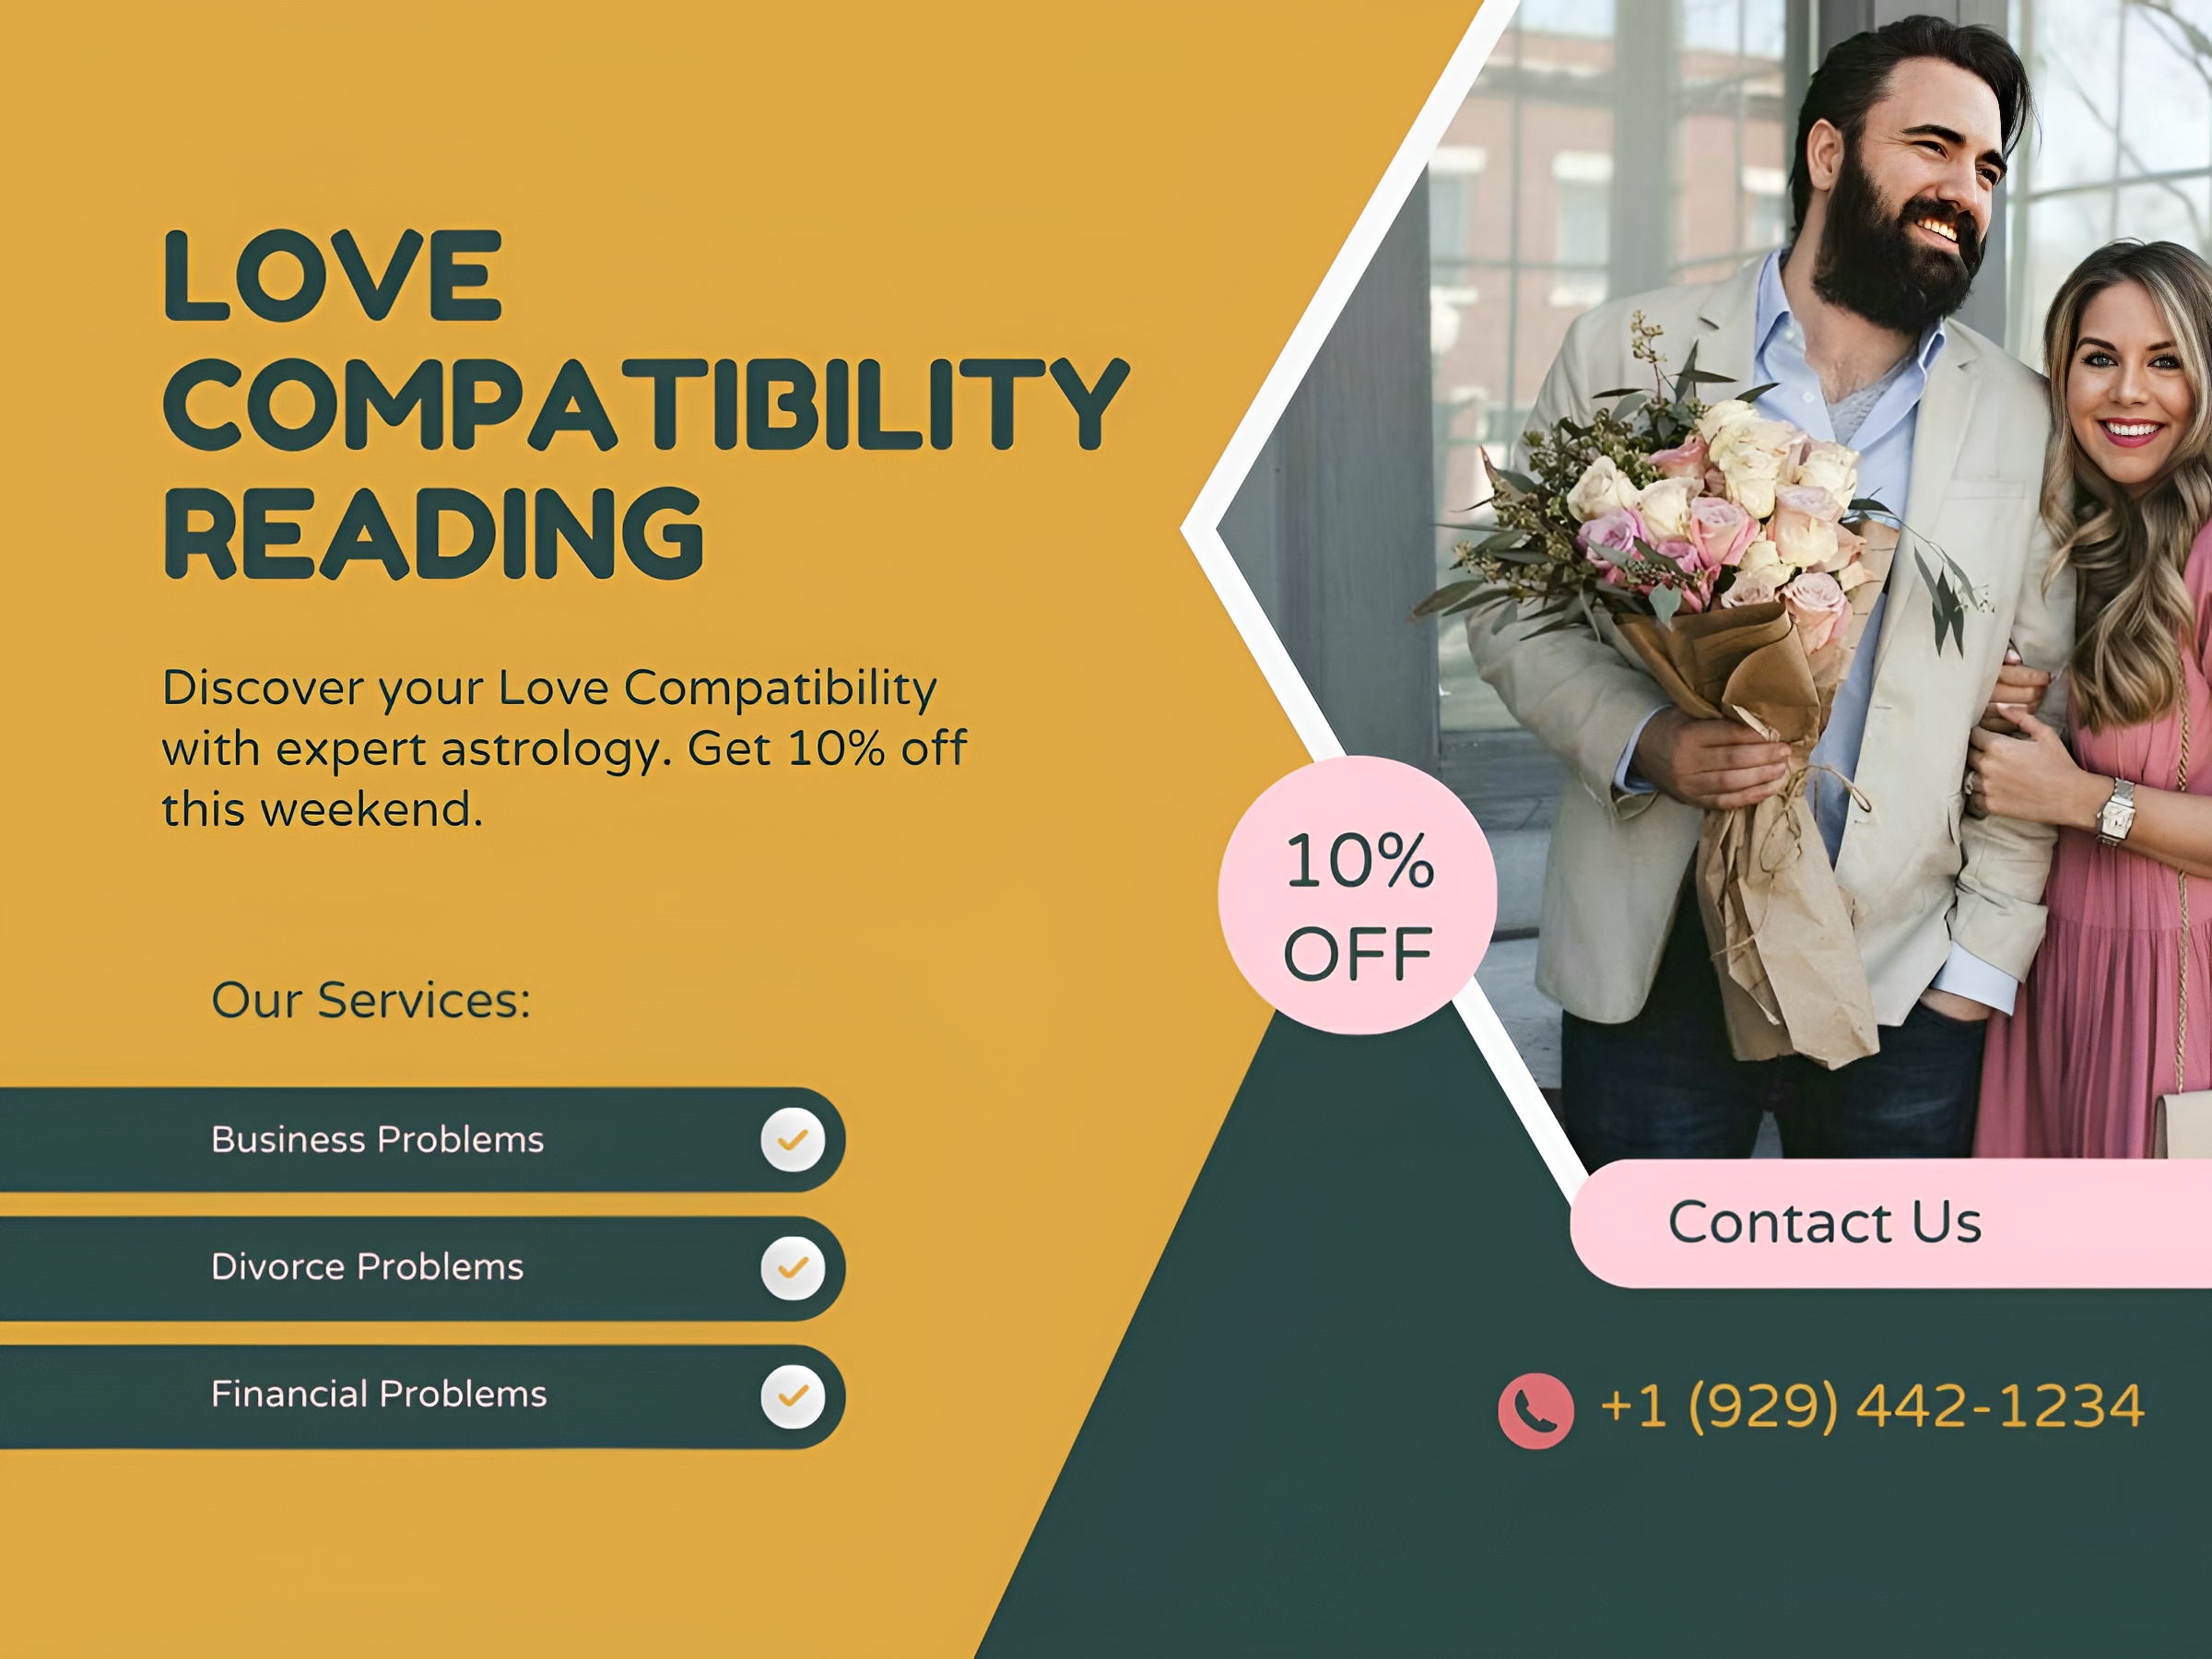 LOVE
COMPATIBILITY
READING
Discover your Love Compatibility
with expert astrology. Get 10% off
this weekend.
10%
OFF
Our Services:
Business Problems
Divorce Problems
Financial Problems
Contact Us
+1 (929) 442-1234